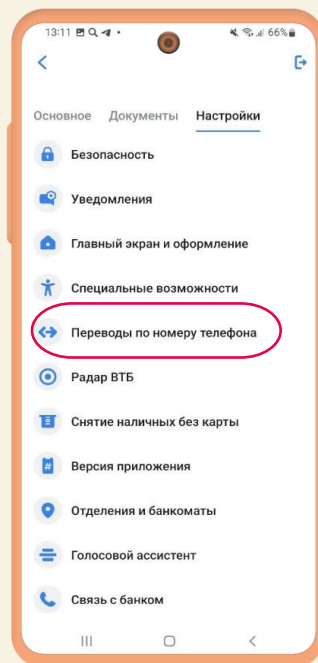 13:11 66%
Основное Документы Настройки
Безопасность
Уведомления
Главный экран и оформление
Специальные возможности
Переводы по номеру телефона
Радар ВТБ
Снятие наличных без карты
Версия приложения
Отделения и банкоматы
Голосовой ассистент
Связь с банком